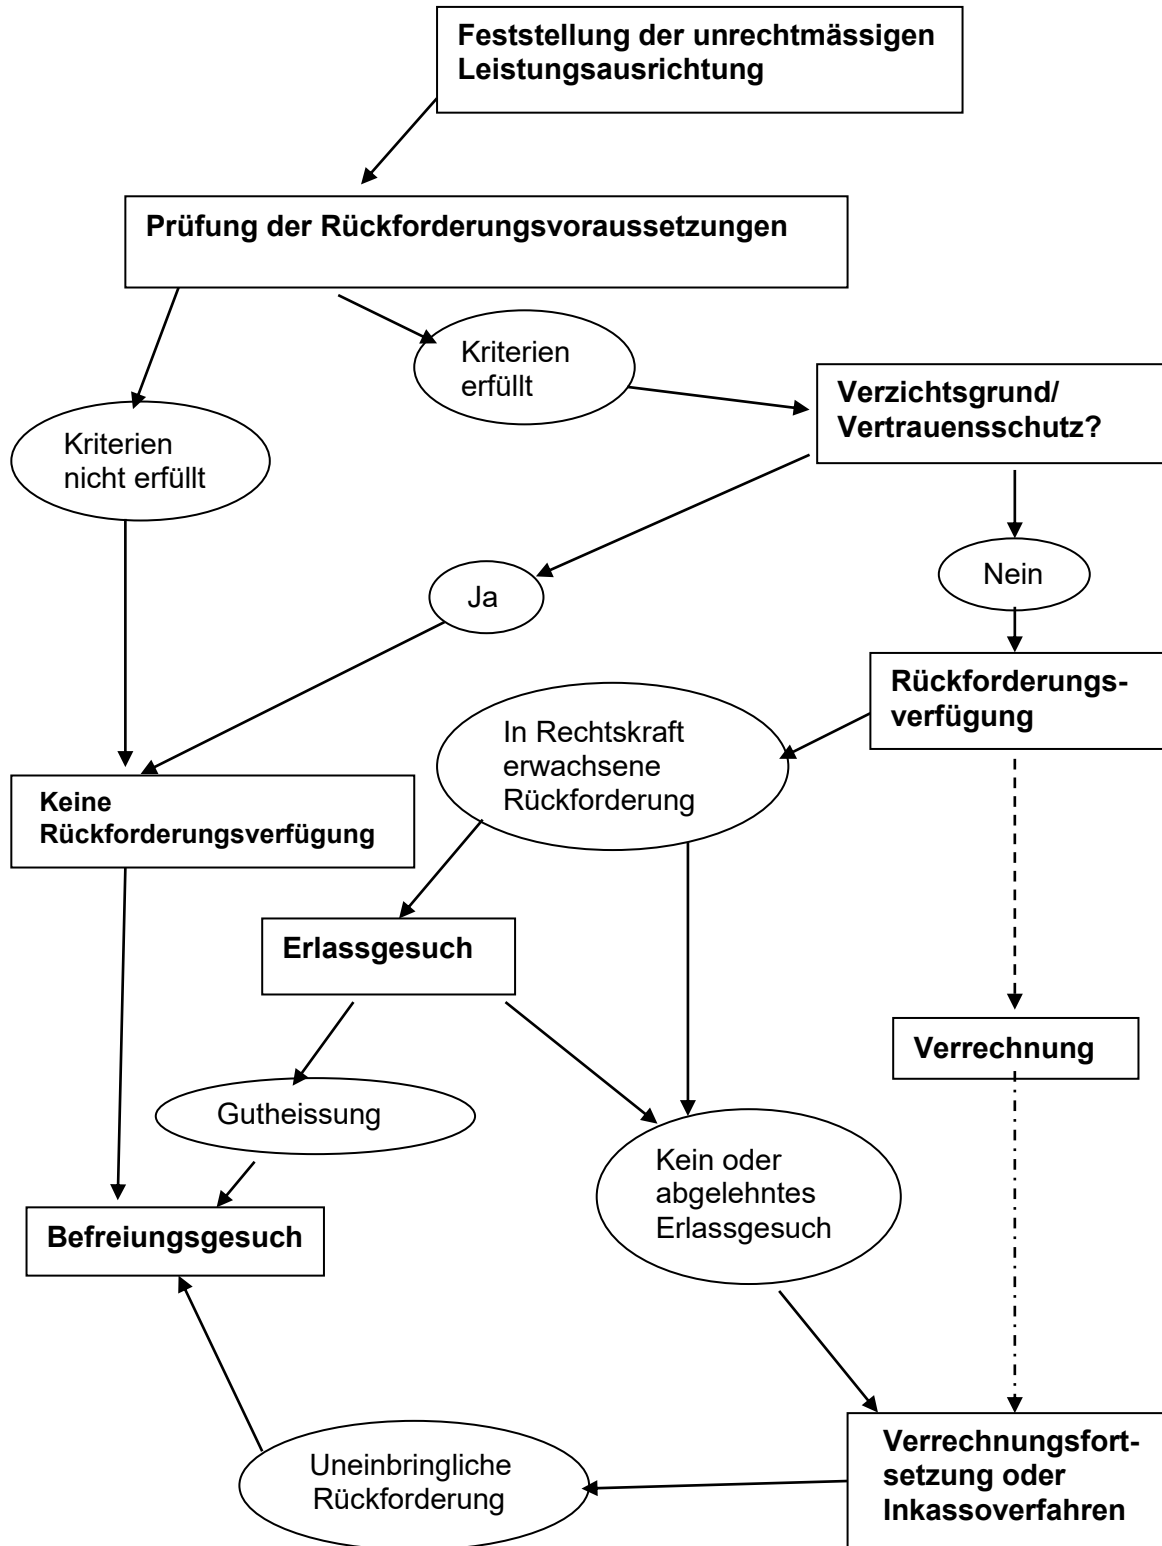 Feststellung der unrechtmässigen
Leistungsausrichtung
Prüfung der Rückforderungsvoraussetzungen
Kriterien
erfüllt
Verzichtsgrund/
Vertrauensschutz?
Kriterien
nicht erfüllt
Nein
Ja
Rückforderungs-
verfügung
In Rechtskraft
erwachsene
Rückforderung
Keine
Rückforderungsverfügung
Erlassgesuch
Verrechnung
Gutheissung
Kein oder
abgelehntes
Erlassgesuch
Befreiungsgesuch
Verrechnungsfort-
setzung oder
Inkassoverfahren
Uneinbringliche
Rückforderung